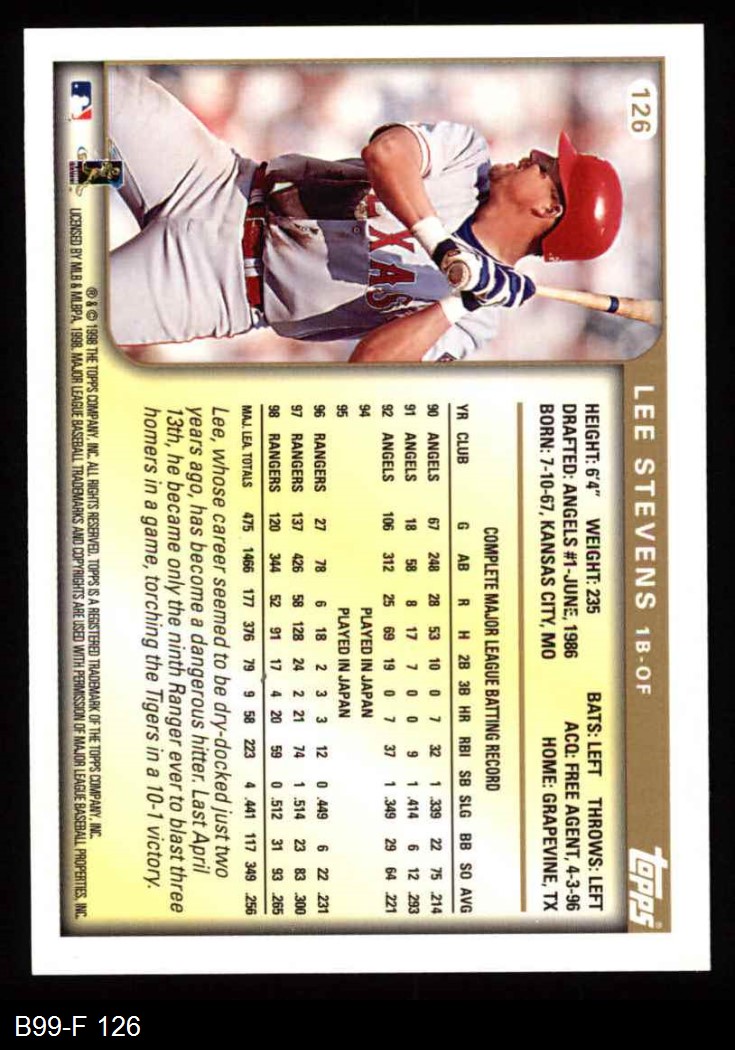 126
TEXAS
LEE STEVENS 1B-OF
topps®
HEIGHT: 6'4" WEIGHT: 235 BATS: LEFT THROWS: LEFT
DRAFTED: ANGELS #1-JUNE, 1986 ACQ: FREE AGENT, 4-3-96
BORN: 7-10-67, KANSAS CITY, MO HOME: GRAPEVINE, TX
COMPLETE MAJOR LEAGUE BATTING RECORD
YR CLUB G AB R H 2B 3B HR RBI SB SLG BB SO AVG
90 ANGELS 67 248 28 53 10 0 7 32 1 .339 22 75 .214
91 ANGELS 18 58 8 17 7 0 0 9 1 .414 6 12 .293
92 ANGELS 106 312 25 69 19 0 7 37 1 .349 29 64 .221
94 PLAYED IN JAPAN
95 PLAYED IN JAPAN
96 RANGERS 27 78 6 18 2 3 3 12 0 .449 6 22 .231
97 RANGERS 137 426 58 128 24 2 21 74 1 .514 23 83 .300
98 RANGERS 120 344 52 91 17 4 20 59 0 .512 31 93 .265
MAJ. LEA. TOTALS 475 1466 177 376 79 9 58 223 4 .441 117 349 .256
Lee, whose career seemed to be dry-docked just two
years ago, has become a dangerous hitter. Last April
13th, he became only the ninth Ranger ever to blast three
homers in a game, torching the Tigers in a 10-1 victory.
® & © 1998 THE TOPPS COMPANY, INC. ALL RIGHTS RESERVED. TOPPS IS A REGISTERED TRADEMARK OF THE TOPPS COMPANY, INC.
LICENSED BY MLB & MLBPA, 1998. MAJOR LEAGUE BASEBALL TRADEMARKS AND COPYRIGHTS ARE USED WITH PERMISSION OF MAJOR LEAGUE BASEBALL PROPERTIES, INC.
B99-F 126